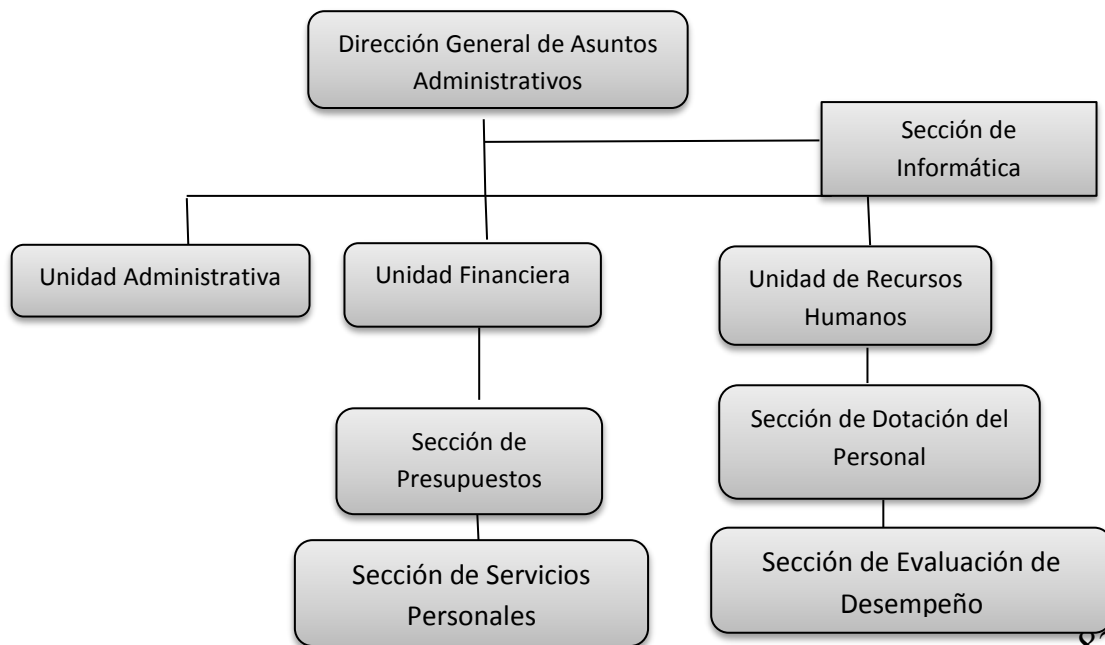 Dirección General de Asuntos
Administrativos
Sección de
Informática
Unidad Administrativa
Unidad Financiera
Unidad de Recursos
Humanos
Sección de
Presupuestos
Sección de Dotación del
Personal
Sección de Servicios
Personales
Sección de Evaluación de
Desempeño